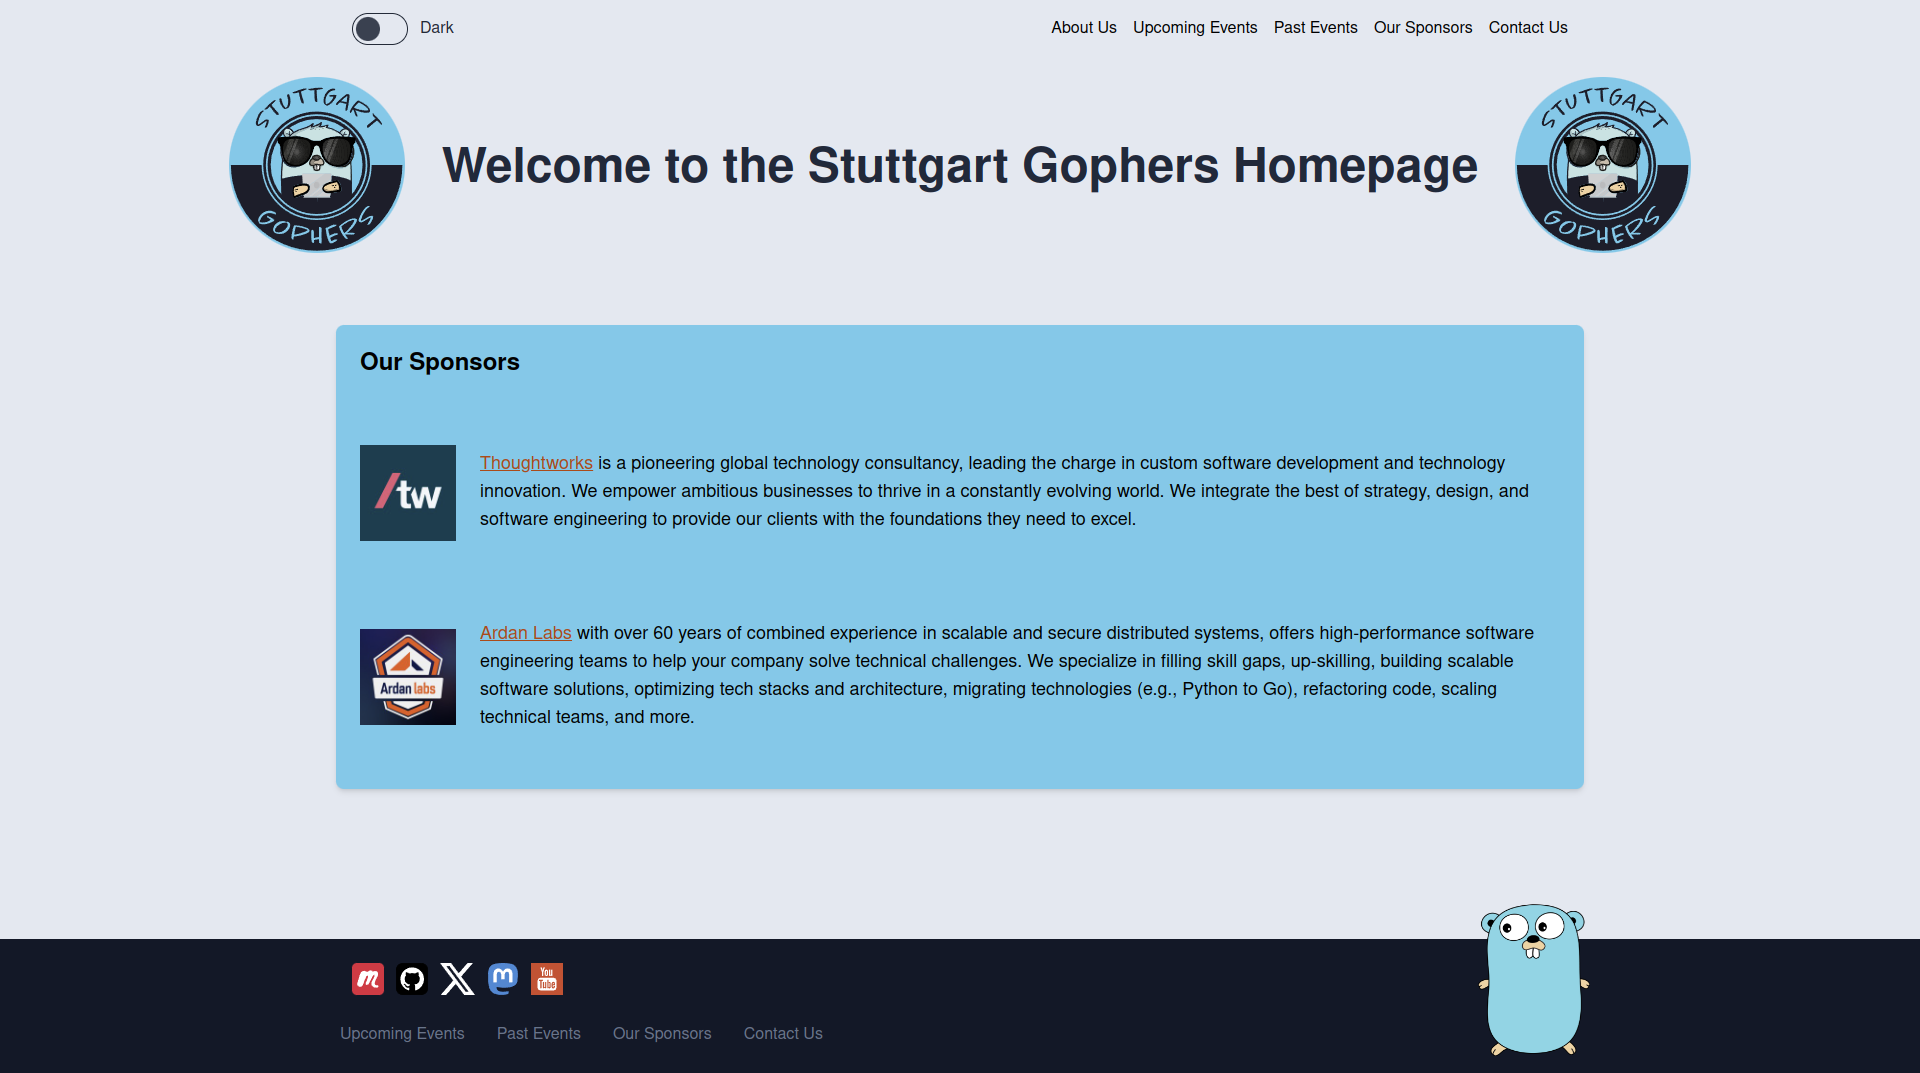 Dark
About Us Upcoming Events Past Events Our Sponsors Contact Us
STUTTGART
GOPHERS
Welcome to the Stuttgart Gophers Homepage
STUTTGART
GOPHERS
Our Sponsors
/tw
Thoughtworks is a pioneering global technology consultancy, leading the charge in custom software development and technology
innovation. We empower ambitious businesses to thrive in a constantly evolving world. We integrate the best of strategy, design, and
software engineering to provide our clients with the foundations they need to excel.
Ardan labs
Ardan Labs with over 60 years of combined experience in scalable and secure distributed systems, offers high-performance software
engineering teams to help your company solve technical challenges. We specialize in filling skill gaps, up-skilling, building scalable
software solutions, optimizing tech stacks and architecture, migrating technologies (e.g., Python to Go), refactoring code, scaling
technical teams, and more.
m X m You Tube
Upcoming Events Past Events Our Sponsors Contact Us